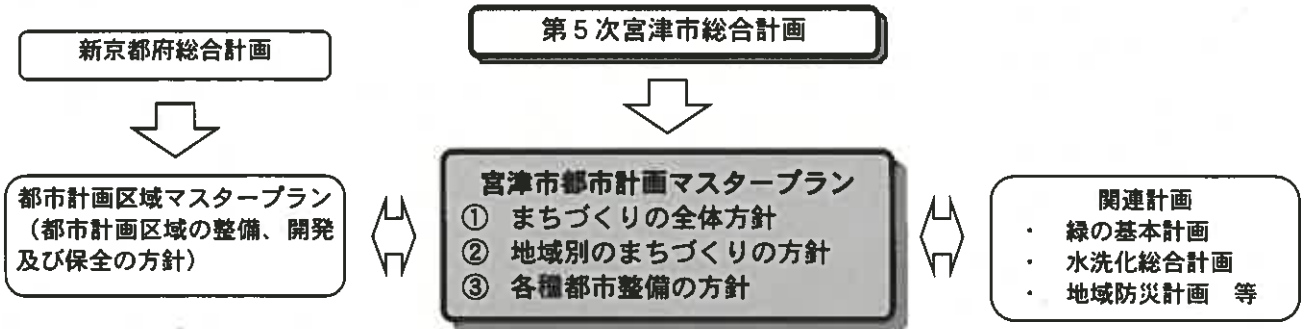 新京都府総合計画
第5次宮津市総合計画
都市計画区域マスタープラン
(都市計画区域の整備、開発
及び保全の方針)
宮津市都市計画マスタープラン
① まちづくりの全体方針
② 地域別のまちづくりの方針
③ 各種都市整備の方針
関連計画
・ 緑の基本計画
・ 水洗化総合計画
・ 地域防災計画 等